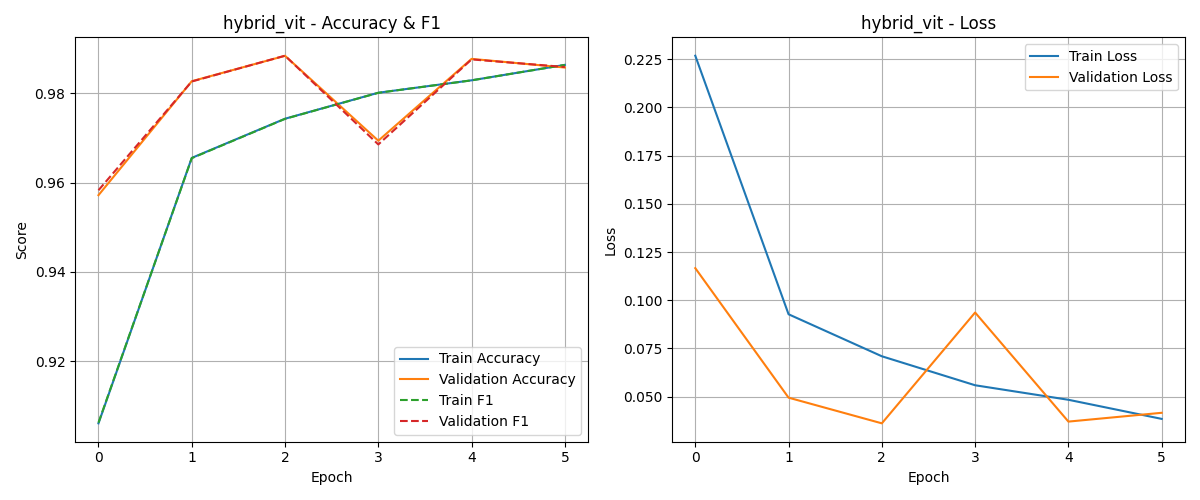 hybrid_vit - Accuracy & F1
Score
0.98
0.96
0.94
0.92
0
1
2
3
4
5
Epoch
Train Accuracy
Validation Accuracy
Train F1
Validation F1
hybrid_vit - Loss
Loss
0.225
0.200
0.175
0.150
0.125
0.100
0.075
0.050
0
1
2
3
4
5
Epoch
Train Loss
Validation Loss